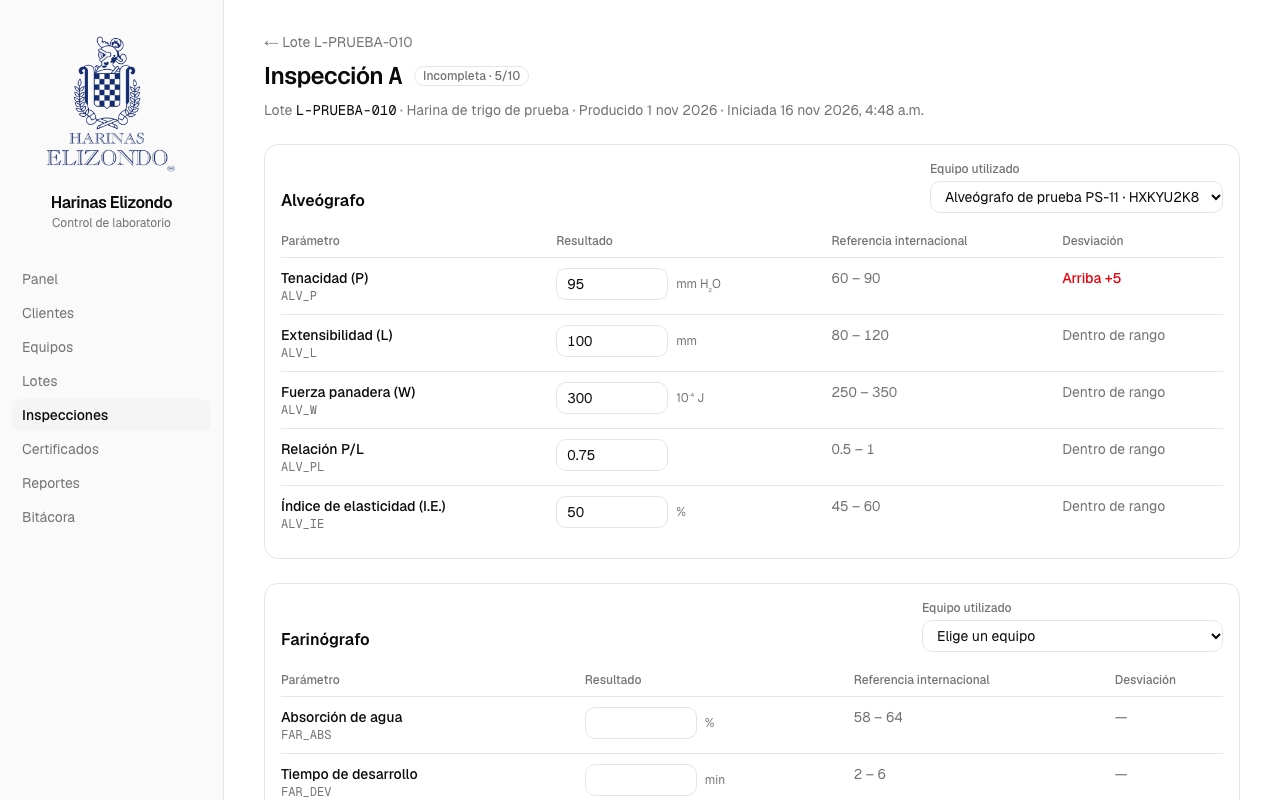 HARINAS
ELIZONDO
Harinas Elizondo
Control de laboratorio
Panel
Clientes
Equipos
Lotes
Inspecciones
Certificados
Reportes
Bitácora
← Lote L-PRUEBA-010
Inspección A Incompleta · 5/10
Lote L-PRUEBA-010 · Harina de trigo de prueba · Producido 1 nov 2026 · Iniciada 16 nov 2026, 4:48 a.m.
Equipo utilizado
Alveógrafo Alveógrafo de prueba PS-11 · HXKYU2K8
Parámetro Resultado Referencia internacional Desviación
Tenacidad (P) 95 mm H₂O 60 – 90 Arriba +5
ALV_P
Extensibilidad (L) 100 mm 80 – 120 Dentro de rango
ALV_L
Fuerza panadera (W) 300 10⁻⁴ J 250 – 350 Dentro de rango
ALV_W
Relación P/L 0.75 0.5 – 1 Dentro de rango
ALV_PL
Índice de elasticidad (I.E.) 50 % 45 – 60 Dentro de rango
ALV_IE
Equipo utilizado
Farinógrafo Elige un equipo
Parámetro Resultado Referencia internacional Desviación
Absorción de agua % 58 – 64 —
FAR_ABS
Tiempo de desarrollo min 2 – 6 —
FAR_DEV